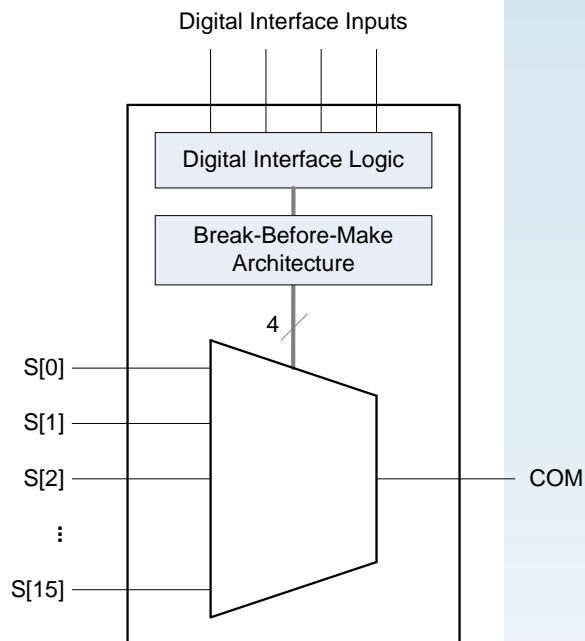 Digital Interface Inputs
Digital Interface Logic
Break-Before-Make
Architecture
4
S[0]
S[1]
S[2]
...
S[15]
COM